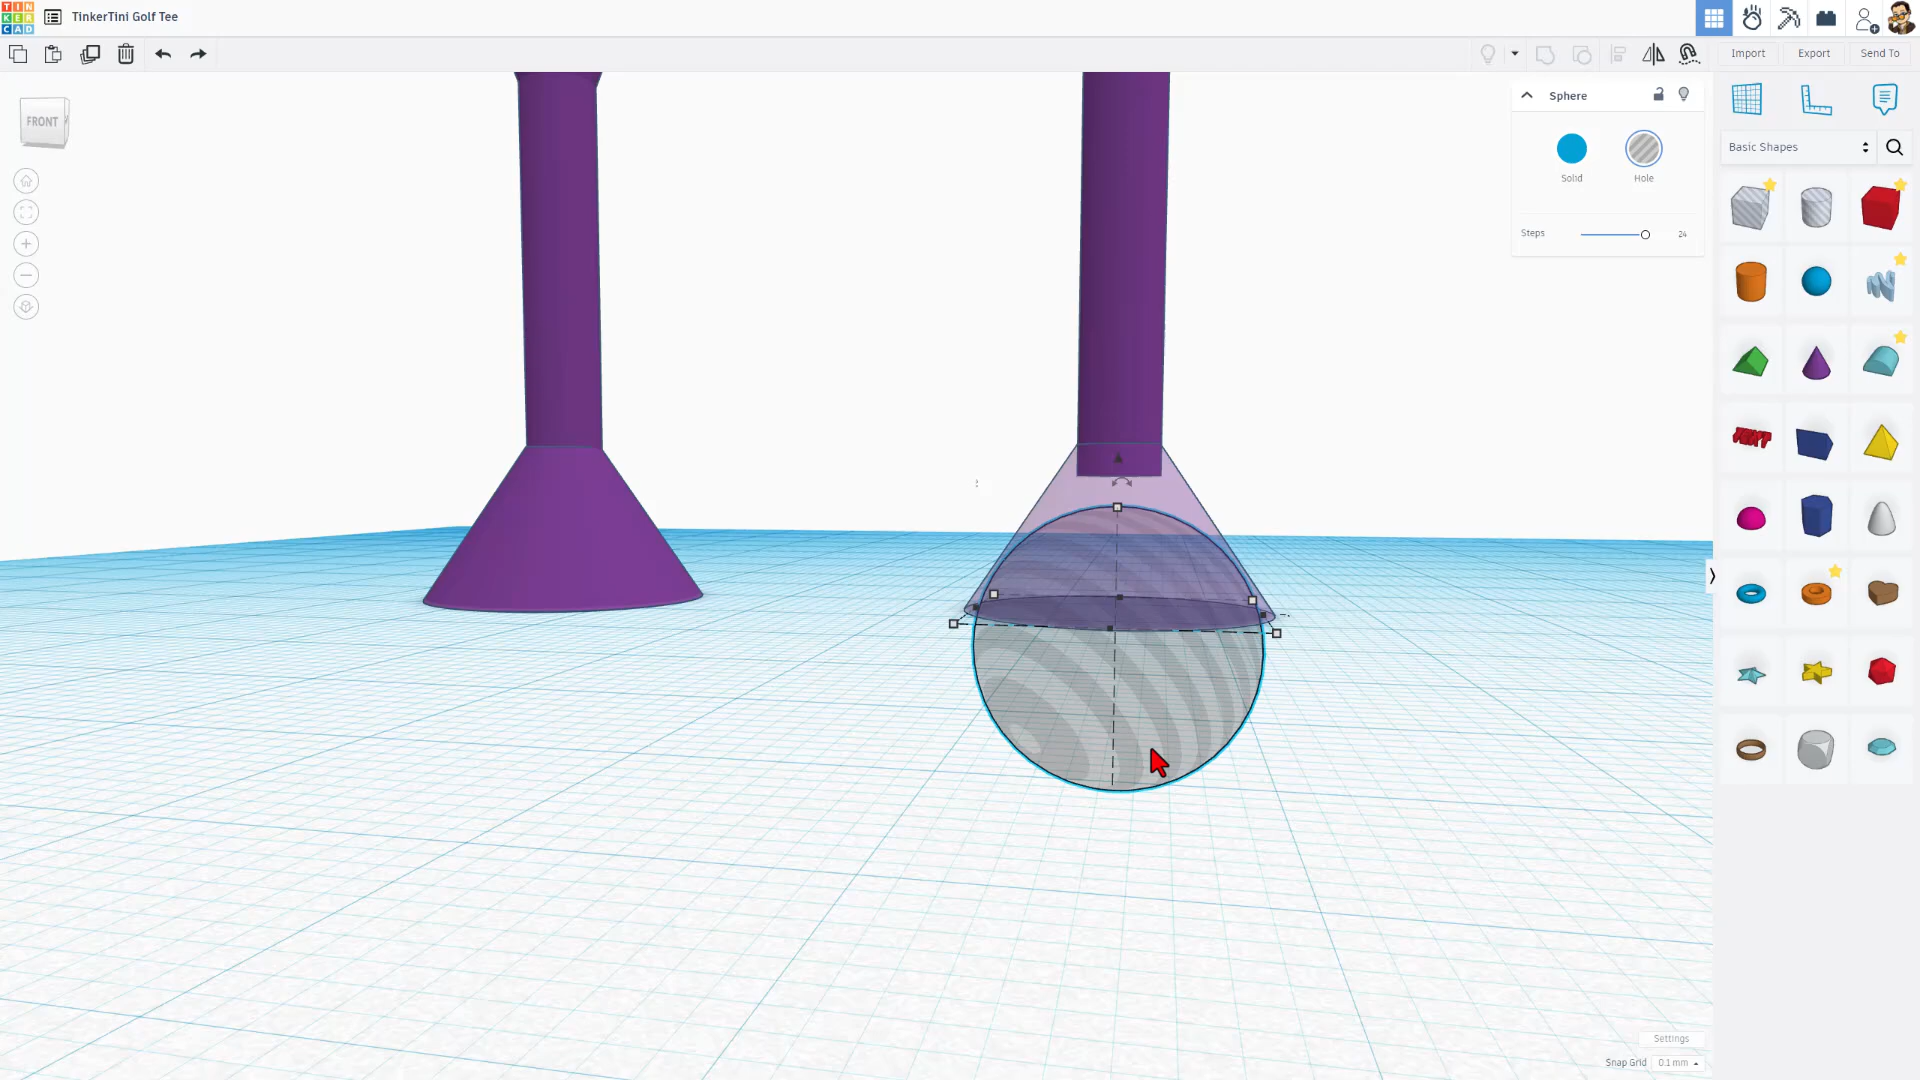 TIN
KER
CAD
TinkerTini Golf Tee
Import
Export
Send To
FRONT
Sphere
Solid
Hole
Steps
24
Basic Shapes
TEXT
Settings
Snap Grid
0.1 mm